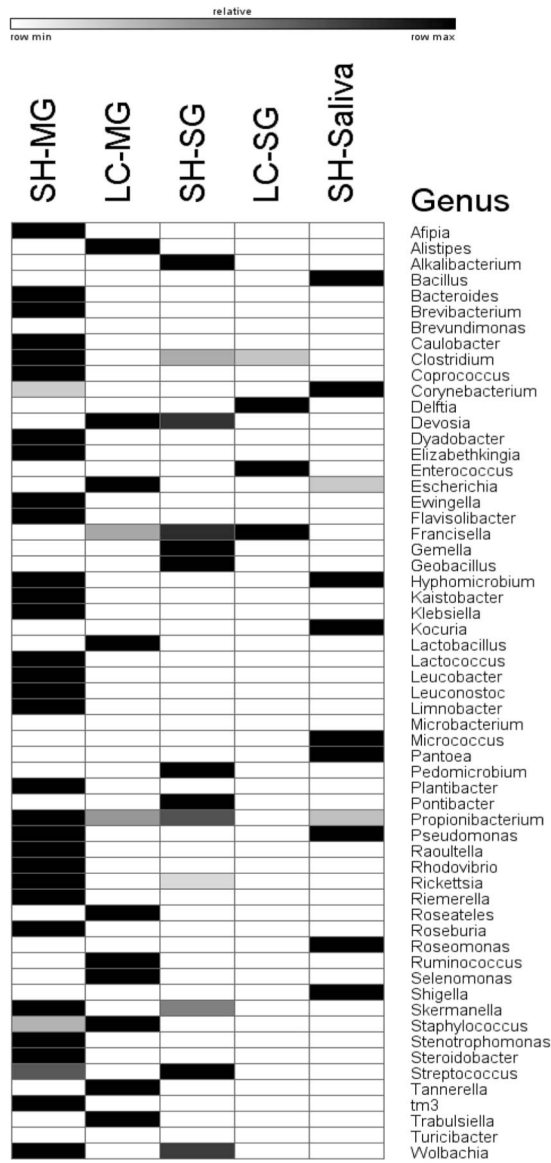 relative
row min row max
SH-MG LC-MG SH-SG LC-SG SH-Saliva
Genus
Afipia
Alistipes
Alkalibacterium
Bacillus
Bacteroides
Brevibacterium
Brevundimonas
Caulobacter
Clostridium
Coprococcus
Corynebacterium
Delftia
Devosia
Dyadobacter
Elizabethkingia
Enterococcus
Escherichia
Ewingella
Flavisolibacter
Francisella
Gemella
Geobacillus
Hyphomicrobium
Kaistobacter
Klebsiella
Kocuria
Lactobacillus
Lactococcus
Leucobacter
Leuconostoc
Limnobacter
Microbacterium
Micrococcus
Pantoea
Pedomicrobium
Plantibacter
Pontibacter
Propionibacterium
Pseudomonas
Raoultella
Rhodovibrio
Rickettsia
Riemerella
Roseateles
Roseburia
Roseomonas
Ruminococcus
Selenomonas
Shigella
Skermanella
Staphylococcus
Stenotrophomonas
Steroidobacter
Streptococcus
Tannerella
tm3
Trabulsiella
Turicibacter
Wolbachia